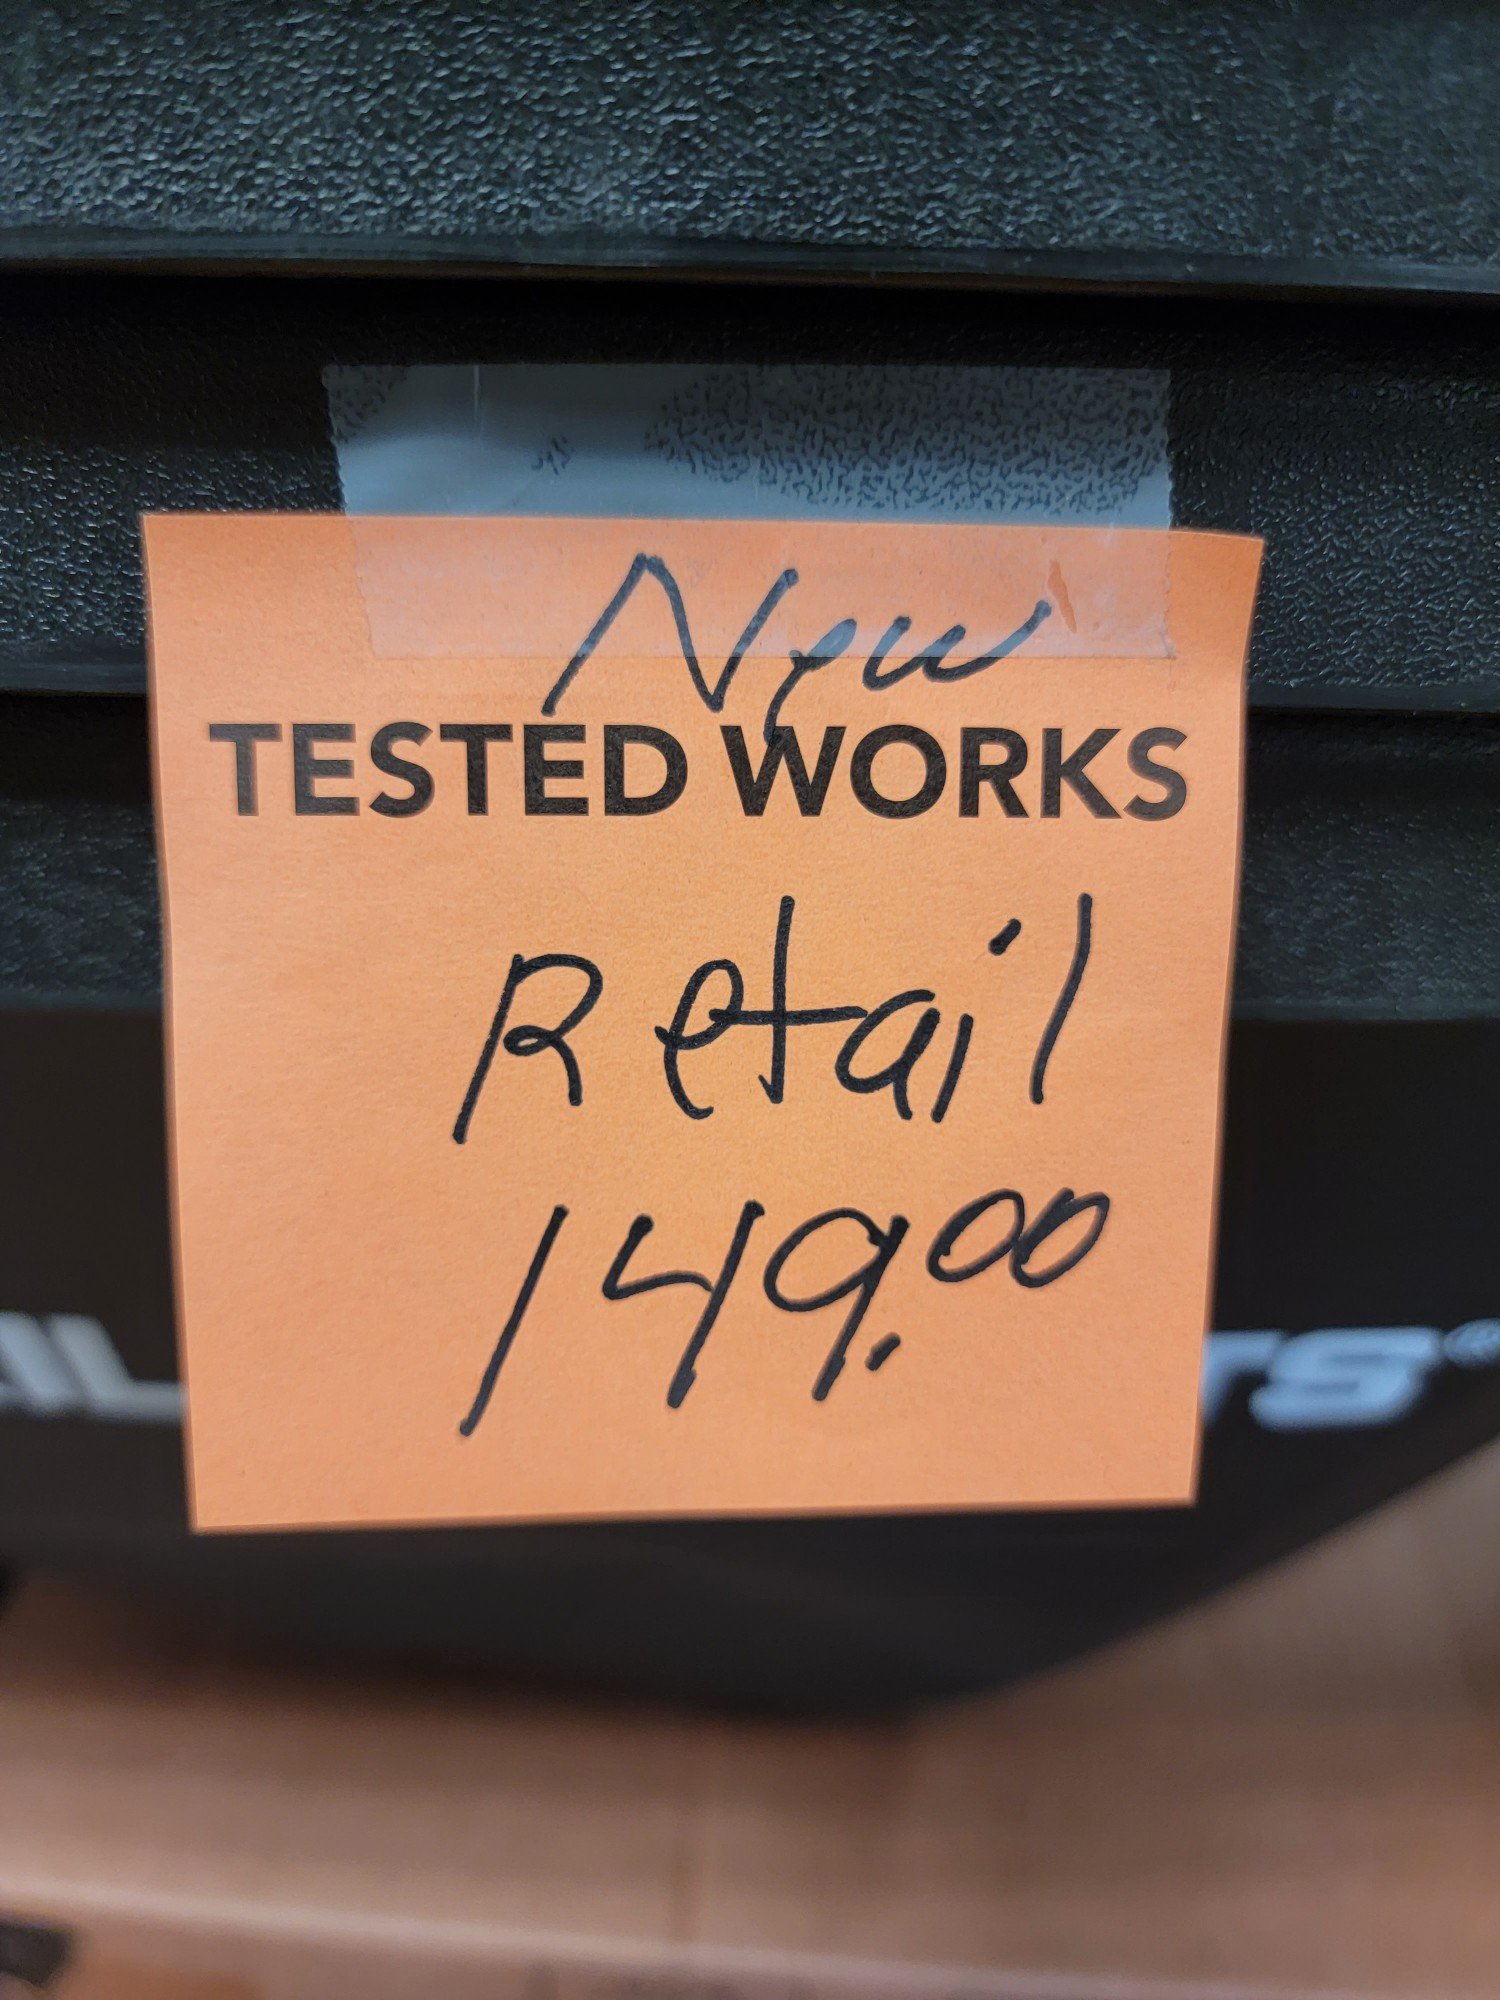 New
TESTED WORKS
Retail
149.00